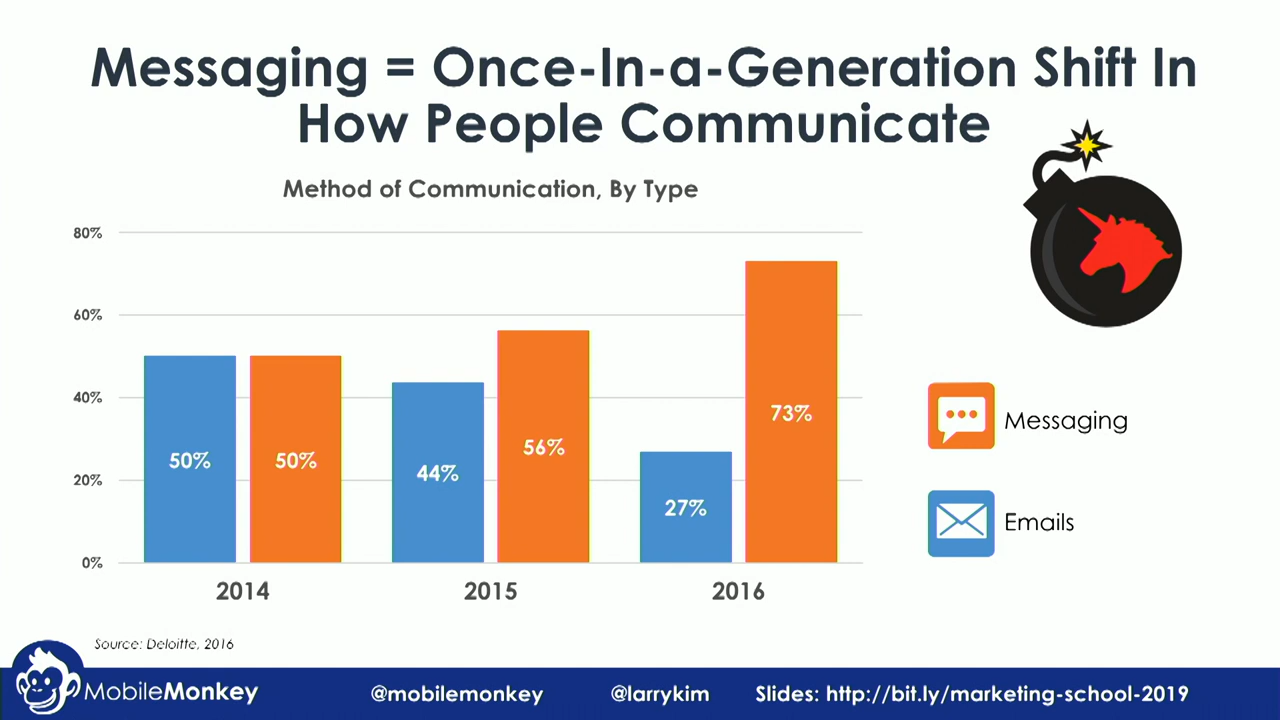 Messaging = Once-In-a-Generation Shift In
How People Communicate
Method of Communication, By Type
80%
60%
40%
20%
0%
50%
50%
44%
56%
27%
73%
2014
2015
2016
Messaging
Emails
Source: Deloitte, 2016
MobileMonkey
@mobilemonkey
@larrykim
Slides: http://bit.ly/marketing-school-2019